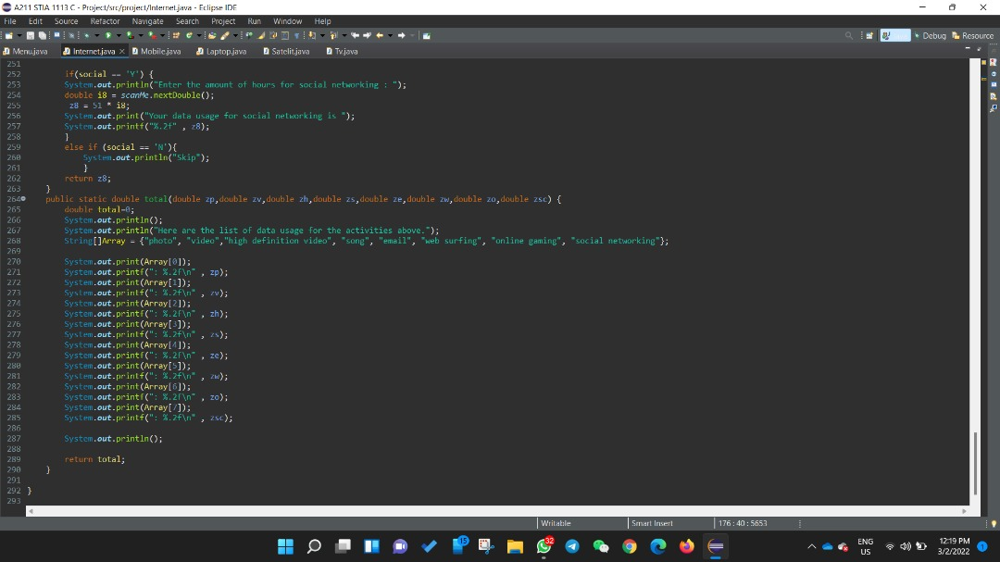 A211 STIA 1113 C - Project/src/project/Internet.java - Eclipse IDE
File Edit Source Refactor Navigate Search Project Run Window Help
Debug Resource
Menu.java Internet.java Mobile.java Laptop.java Satelit.java Tv.java
251
252 if(social == 'Y') {
253 System.out.println("Enter the amount of hours for social networking : ");
254 double i8 = scanMe.nextDouble();
255 z8 = 51 * i8;
256 System.out.print("Your data usage for social networking is ");
257 System.out.printf("%.2f" , z8);
258 }
259 else if (social == 'N'){
260 System.out.println("Skip");
261 }
262 return z8;
263 }
264 public static double total(double zp,double zv,double zh,double zs,double ze,double zw,double zo,double zsc) {
265 double total=0;
266 System.out.println();
267 System.out.println("Here are the list of data usage for the activities above.");
268 String[]Array = {"photo", "video","high definition video", "song", "email", "web surfing", "online gaming", "social networking"};
269
270 System.out.print(Array[0]);
271 System.out.printf(": %.2f\n" , zp);
272 System.out.print(Array[1]);
273 System.out.printf(": %.2f\n" , zv);
274 System.out.print(Array[2]);
275 System.out.printf(": %.2f\n" , zh);
276 System.out.print(Array[3]);
277 System.out.printf(": %.2f\n" , zs);
278 System.out.print(Array[4]);
279 System.out.printf(": %.2f\n" , ze);
280 System.out.print(Array[5]);
281 System.out.printf(": %.2f\n" , zw);
282 System.out.print(Array[6]);
283 System.out.printf(": %.2f\n" , zo);
284 System.out.print(Array[7]);
285 System.out.printf(": %.2f\n" , zsc);
286
287 System.out.println();
288
289 return total;
290 }
291
292 }
293
Writable Smart Insert 176 : 40 : 5653
15 32 ENG US 12:19 PM 3/2/2022 1